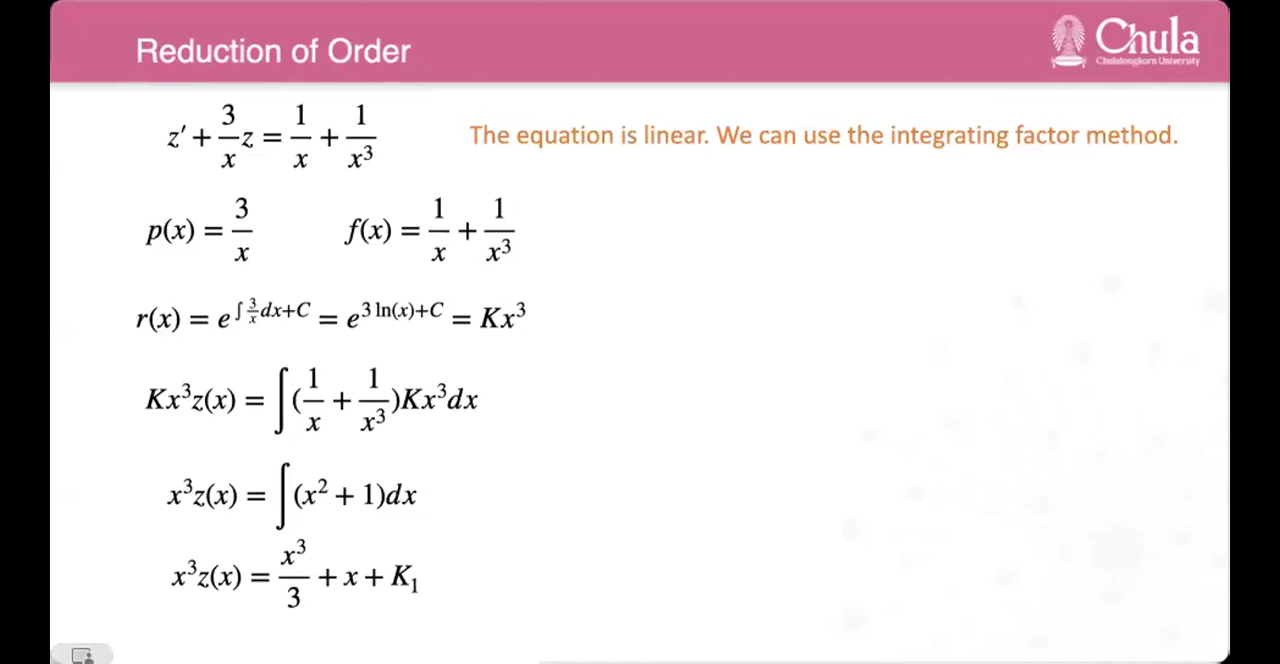 Reduction of Order
Chula
Chulalongkorn University
z′ + 3/x z = 1/x + 1/x³
The equation is linear. We can use the integrating factor method.
p(x) = 3/x
f(x) = 1/x + 1/x³
r(x) = e^(∫ 3/x dx+C) = e^(3 ln(x)+C) = Kx³
Kx³z(x) = ∫(1/x + 1/x³)Kx³dx
x³z(x) = ∫(x² + 1)dx
x³z(x) = x³/3 + x + K₁